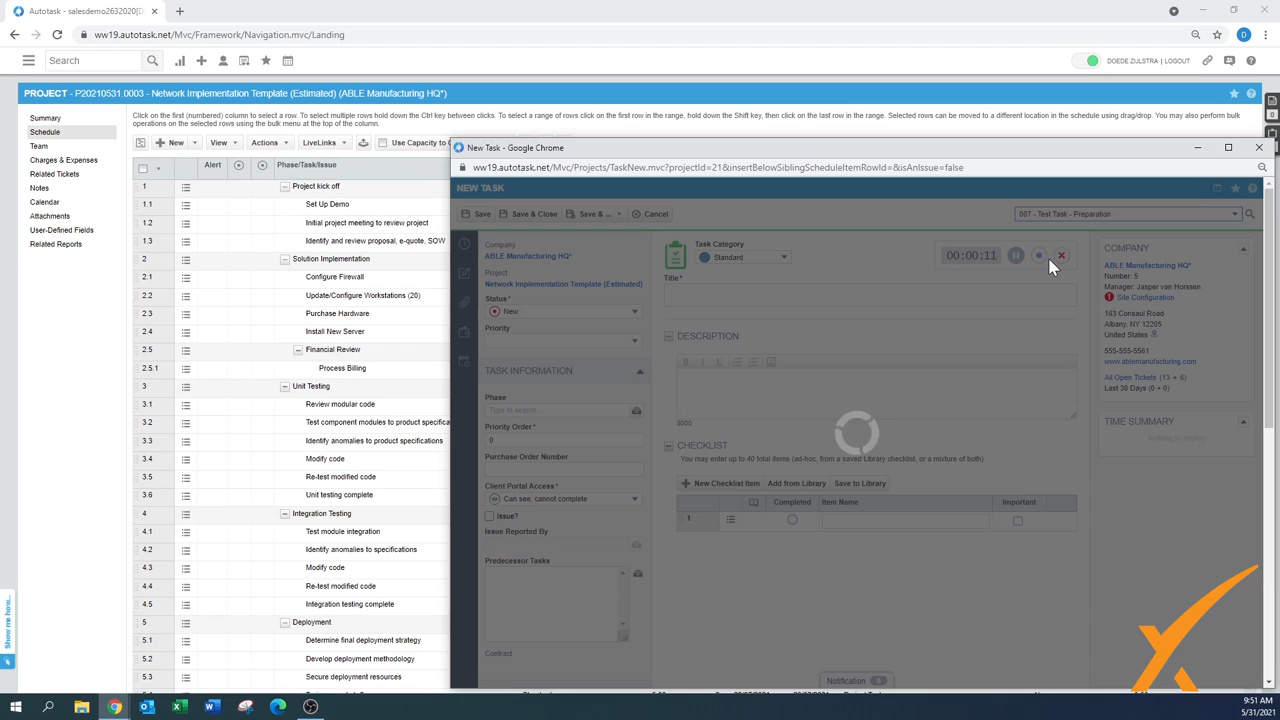 Autotask - salesdemo2632020[D
ww19.autotask.net/Mvc/Framework/Navigation.mvc/Landing
D
Search
DOEDE ZIJLSTRA | LOGOUT
PROJECT - P20210531.0003 - Network Implementation Template (Estimated) (ABLE Manufacturing HQ*)
Summary
Schedule
Team
Charges & Expenses
Related Tickets
Notes
Calendar
Attachments
User-Defined Fields
Related Reports
Click on the first (numbered) column to select a row. To select multiple rows hold down the Ctrl key between clicks. To select a range of rows click on the first row in the range, hold down the Shift key, then click on the last row in the range. Selected rows can be moved to a different location in the schedule using drag/drop. You may also perform bulk
operations on the selected rows using the bulk menu at the top of the column.
New View Actions LiveLinks Use Capacity to C
Alert Phase/Task/Issue
1 Project kick off
1.1 Set Up Demo
1.2 Initial project meeting to review project
1.3 Identify and review proposal, e-quote, SOW
2 Solution Implementation
2.1 Configure Firewall
2.2 Update/Configure Workstations (20)
2.3 Purchase Hardware
2.4 Install New Server
2.5 Financial Review
2.5.1 Process Billing
3 Unit Testing
3.1 Review modular code
3.2 Test component modules to product specifica
3.3 Identify anomalies to product specifications
3.4 Modify code
3.5 Re-test modified code
3.6 Unit testing complete
4 Integration Testing
4.1 Test module integration
4.2 Identify anomalies to specifications
4.3 Modify code
4.4 Re-test modified code
4.5 Integration testing complete
5 Deployment
5.1 Determine final deployment strategy
5.2 Develop deployment methodology
5.3 Secure deployment resources
Show me how...
0
New Task - Google Chrome
ww19.autotask.net/Mvc/Projects/TaskNew.mvc?projectId=21&insertBelowSiblingScheduleItemRowId=&isAnIssue=false
NEW TASK
Save Save & Close Save & ... Cancel
007 - Test Task - Preparation
Company
ABLE Manufacturing HQ*
Project
Network Implementation Template (Estimated)
Status*
New
Priority
TASK INFORMATION
Phase
Type to search...
Priority Order*
0
Purchase Order Number
Client Portal Access*
Can see, cannot complete
Issue?
Issue Reported By
Predecessor Tasks
Contract
Task Category
Standard
00:00:11
Title*
DESCRIPTION
8000
CHECKLIST
You may enter up to 40 total items (ad-hoc, from a saved Library checklist, or a mixture of both).
New Checklist Item Add from Library Save to Library
Completed Item Name Important
1
Notification 0
COMPANY
ABLE Manufacturing HQ*
Number: 5
Manager: Jasper van Horssen
1 Site Configuration
163 Consaul Road
Albany, NY 12205
United States
555-555-5561
www.ablemanufacturing.com
All Open Tickets (13 + 6)
Last 30 Days (0 + 0)
TIME SUMMARY
Nothing to display
9:51 AM
5/31/2021